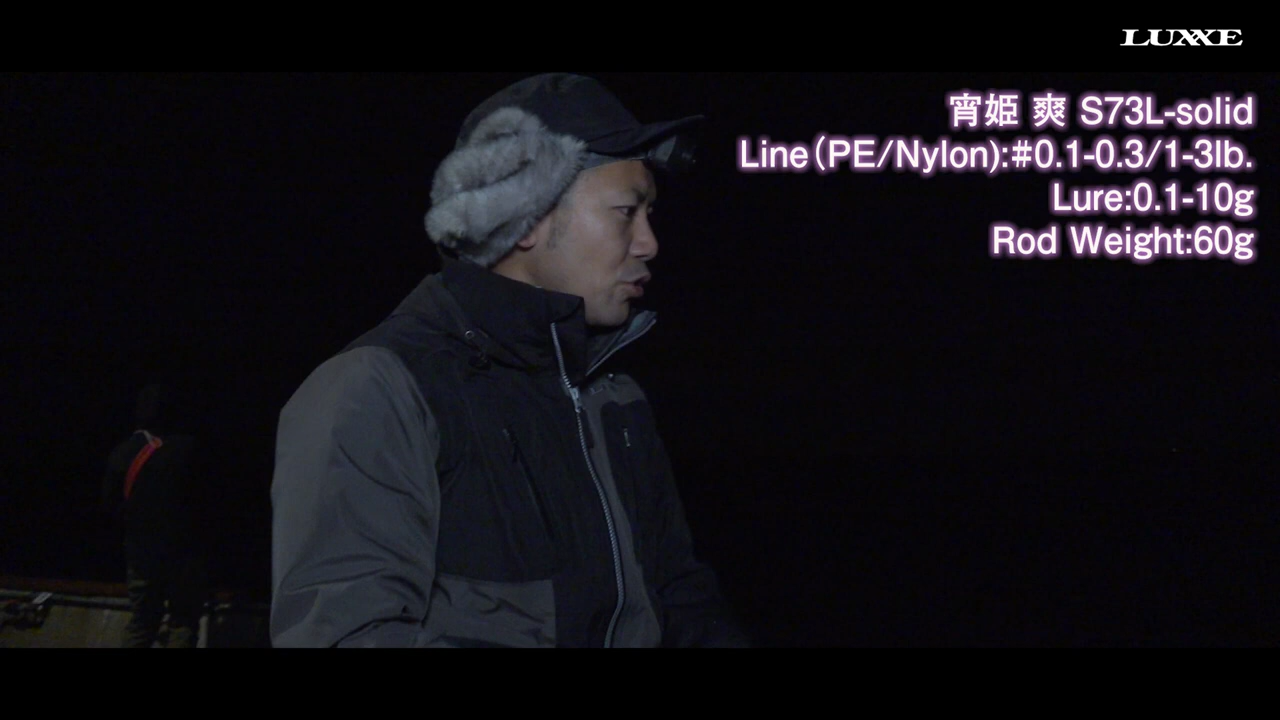 LUXXE
宵姫 爽 S73L-solid
Line(PE/Nylon):#0.1-0.3/1-3lb.
Lure:0.1-10g
Rod Weight:60g